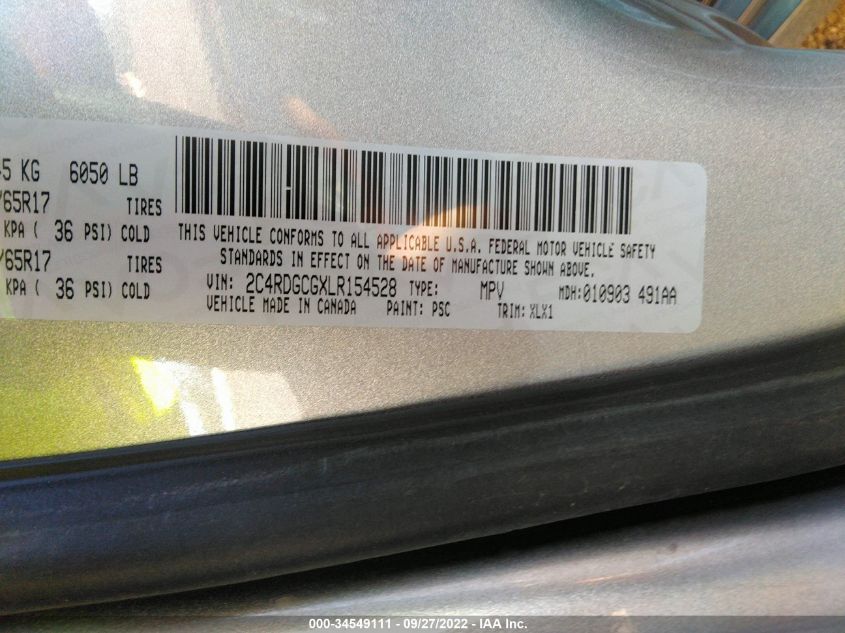 45 KG 6050 LB
/65R17 TIRES
KPA ( 36 PSI) COLD
/65R17 TIRES
KPA ( 36 PSI) COLD
THIS VEHICLE CONFORMS TO ALL APPLICABLE U.S.A. FEDERAL MOTOR VEHICLE SAFETY
STANDARDS IN EFFECT ON THE DATE OF MANUFACTURE SHOWN ABOVE.
VIN: 2C4RDGCGXLR154528 TYPE: MPV MDH:010903 491AA
VEHICLE MADE IN CANADA PAINT: PSC TRIM: XLX1
000-34549111 - 09/27/2022 - IAA Inc.